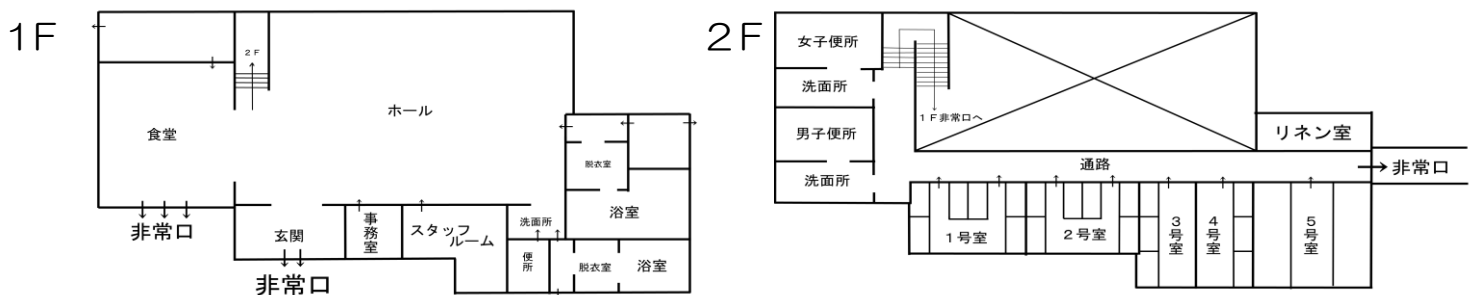 1F
2F
ホール
食堂
脱衣室
浴室
洗面所
事務室
スタッフ
ルーム
玄関
便所
脱衣室
浴室
非常口
非常口
2F
女子便所
洗面所
1F非常口へ
男子便所
洗面所
リネン室
通路
非常口
1号室
2号室
3号室
4号室
5号室